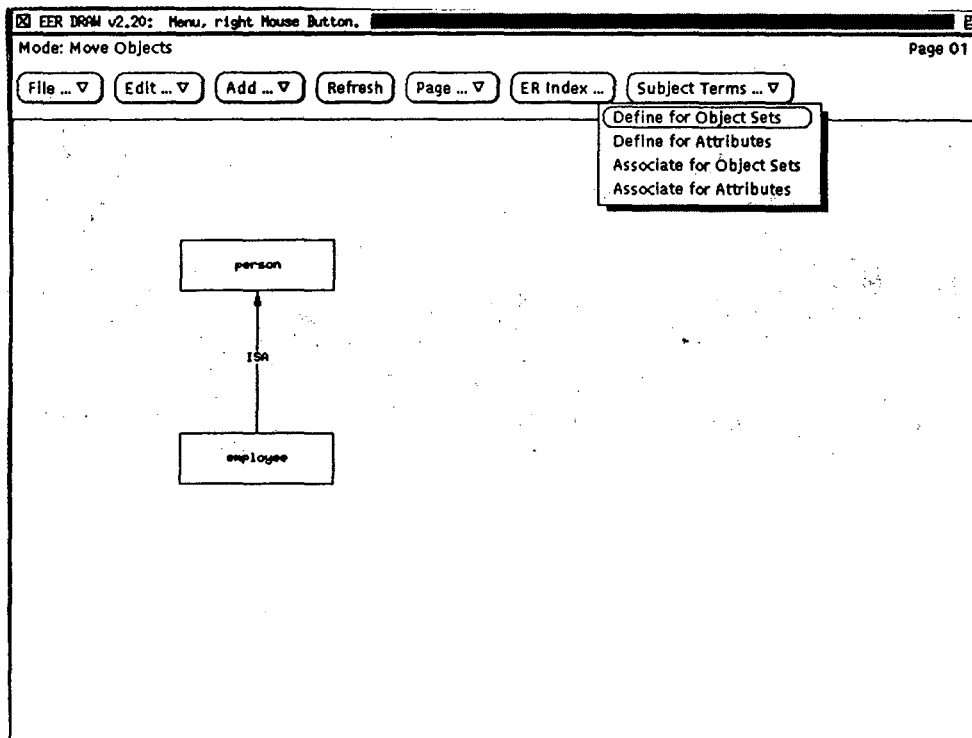 EER DRAW v2.20: Menu, right Mouse Button.
Mode: Move Objects Page 01
File ... ▽ Edit ... ▽ Add ... ▽ Refresh Page ... ▽ ER Index ... Subject Terms ... ▽
Define for Object Sets
Define for Attributes
Associate for Object Sets
Associate for Attributes
person
ISA
employee